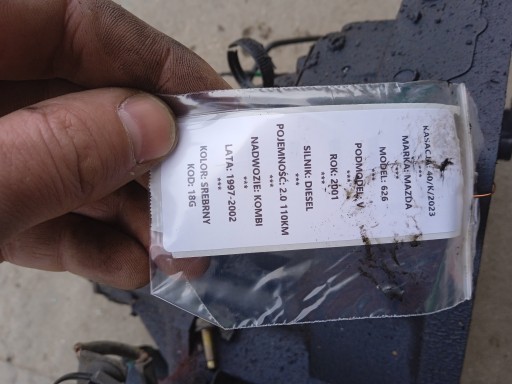 KASACJA: 40/K/2023
***
MARKA: MAZDA
***
MODEL: 626
***
PODMODEL: V
***
ROK: 2001
***
SILNIK: DIESEL
***
POJEMNOŚĆ: 2.0 110KM
***
NADWOZIE: KOMBI
***
LATA: 1997-2002
***
KOLOR: SREBRNY
KOD: 18G